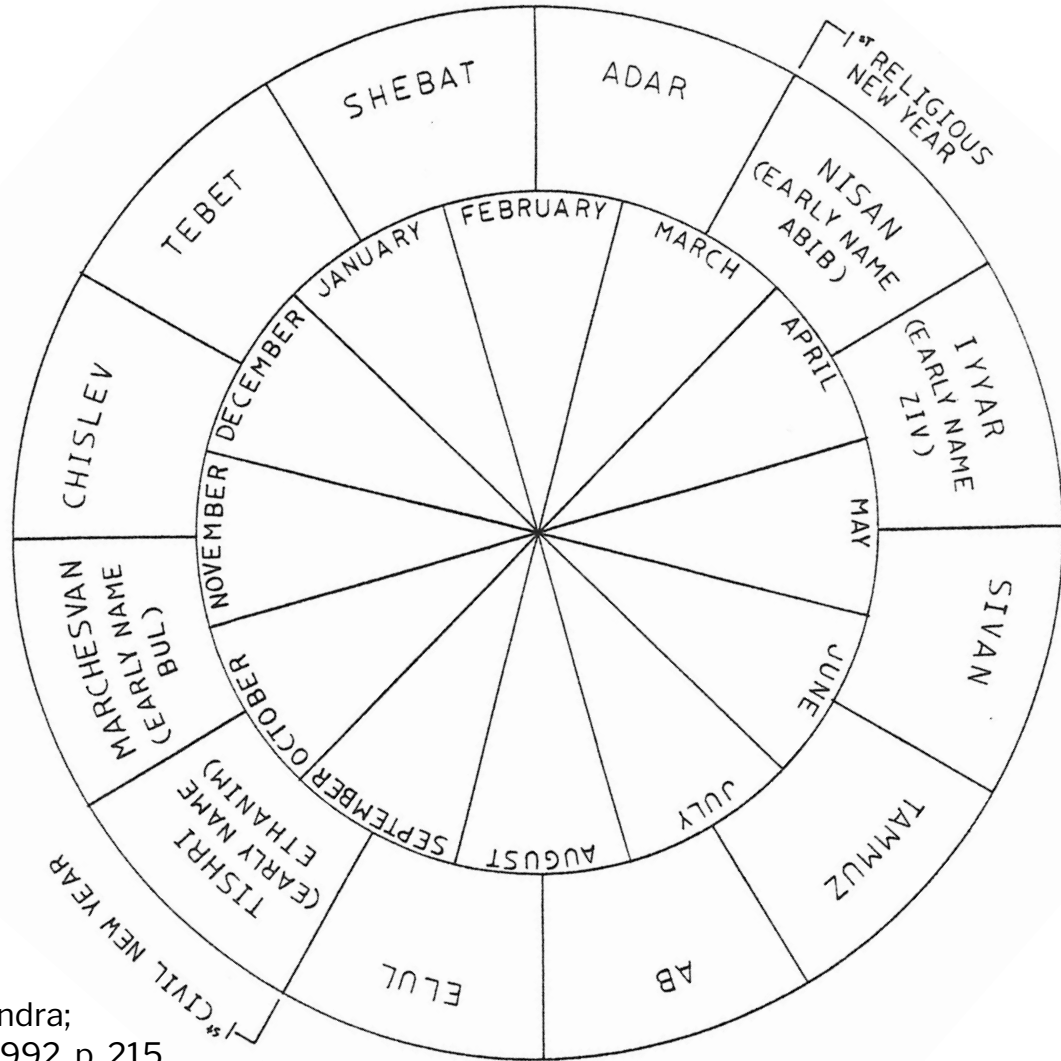 1ST RELIGIOUS
NEW YEAR
ADAR
NISAN
(EARLY NAME
ABIB)
IYYAR
(EARLY NAME
ZIV)
SIVAN
TAMMUZ
AB
ELUL
TISHRI
(EARLY NAME
ETHANIM)
1ST CIVIL NEW YEAR
MARCHESVAN
(EARLY NAME
BUL)
CHISLEV
TEBET
SHEBAT
JANUARY
FEBRUARY
MARCH
APRIL
MAY
JUNE
JULY
AUGUST
SEPTEMBER
OCTOBER
NOVEMBER
DECEMBER
ndra;
992, p. 215